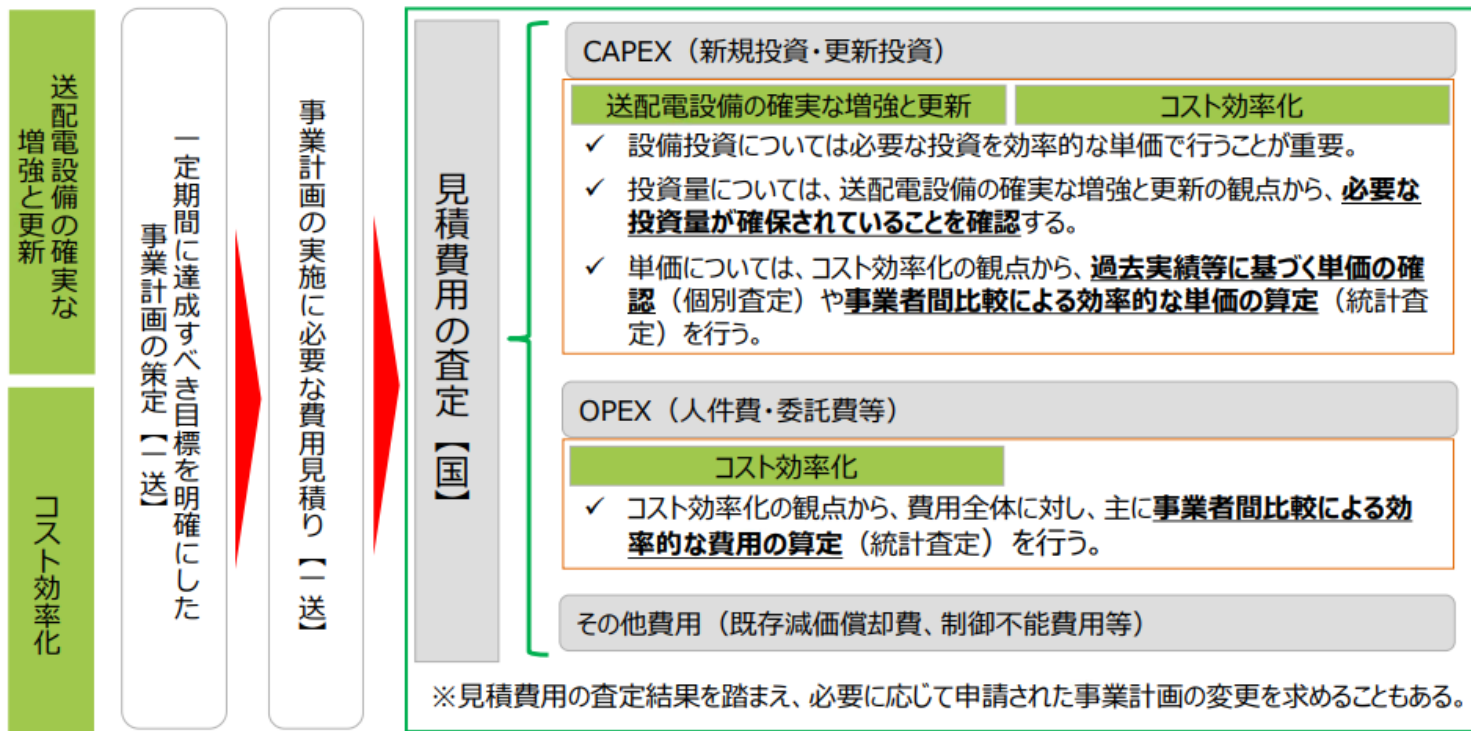 送配電設備の確実な
増強と更新
コスト効率化
一定期間に達成すべき目標を明確にした
事業計画の策定【一送】
事業計画の実施に必要な費用見積り【一送】
見積費用の査定【国】
CAPEX（新規投資・更新投資）
送配電設備の確実な増強と更新
コスト効率化
✓ 設備投資については必要な投資を効率的な単価で行うことが重要。
✓ 投資量については、送配電設備の確実な増強と更新の観点から、必要な
投資量が確保されていることを確認する。
✓ 単価については、コスト効率化の観点から、過去実績等に基づく単価の確
認（個別査定）や事業者間比較による効率的な単価の算定（統計査
定）を行う。
OPEX（人件費・委託費等）
コスト効率化
✓ コスト効率化の観点から、費用全体に対し、主に事業者間比較による効
率的な費用の算定（統計査定）を行う。
その他費用（既存減価償却費、制御不能費用等）
※見積費用の査定結果を踏まえ、必要に応じて申請された事業計画の変更を求めることもある。